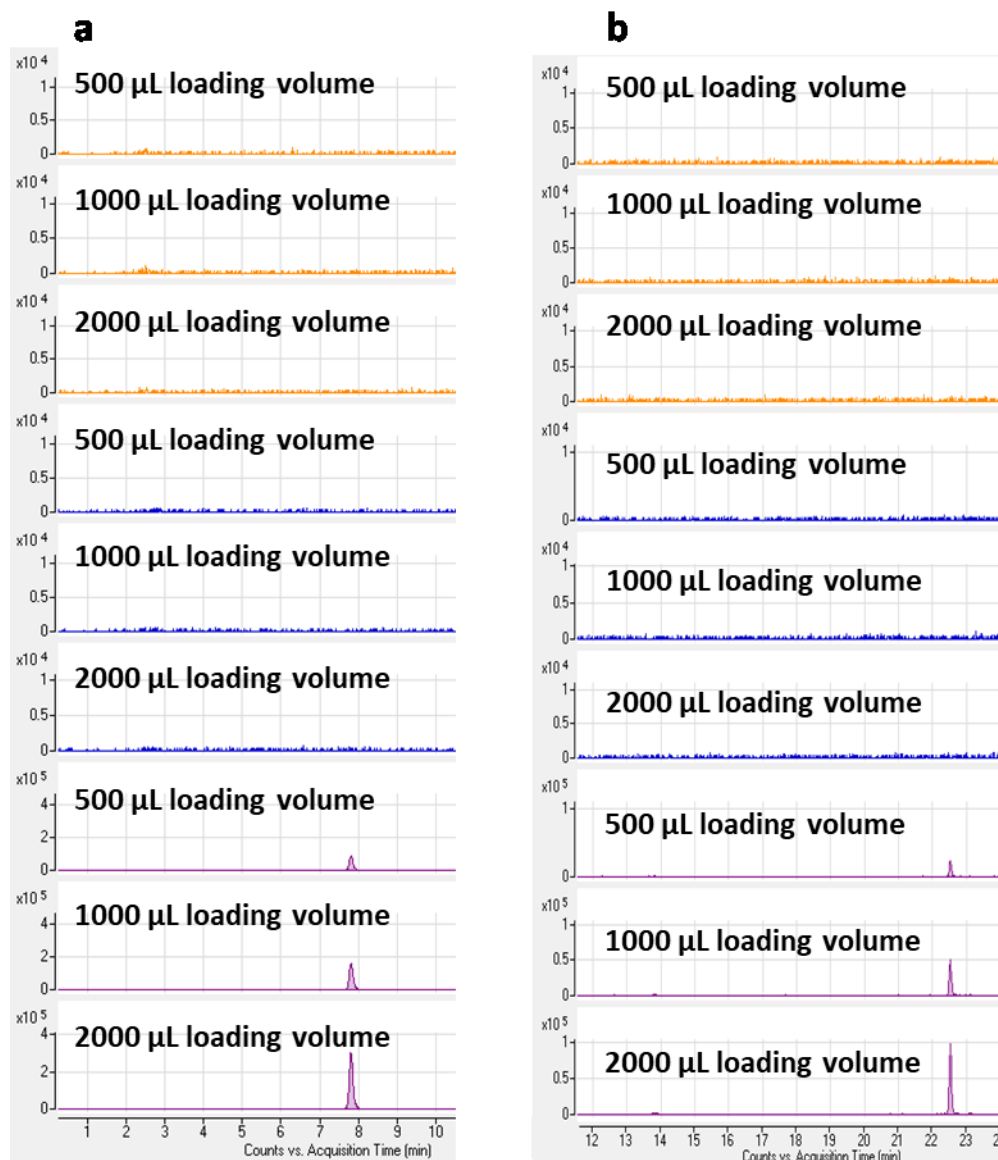 a
x10 4
500 µL loading volume
1
0.5
0
x10 4
1000 µL loading volume
1
0.5
0
x10 4
2000 µL loading volume
1
0.5
0
x10 4
500 µL loading volume
1
0.5
0
x10 4
1000 µL loading volume
1
0.5
0
x10 4
2000 µL loading volume
1
0.5
0
x10 5
500 µL loading volume
4
2
0
x10 5
1000 µL loading volume
4
2
0
x10 5
2000 µL loading volume
4
2
0
1 2 3 4 5 6 7 8 9 10
Counts vs. Acquisition Time (min)
b
x10 4
500 µL loading volume
1
0.5
0
x10 4
1000 µL loading volume
1
0.5
0
x10 4
2000 µL loading volume
1
0.5
0
x10 4
500 µL loading volume
1
0
x10 4
1000 µL loading volume
1
0.5
0
x10 4
2000 µL loading volume
1
0.5
0
x10 5
500 µL loading volume
1
0
x10 5
1000 µL loading volume
1
0.5
0
x10 5
2000 µL loading volume
1
0.5
0
12 13 14 15 16 17 18 19 20 21 22 23
Counts vs. Acquisition Time (min)